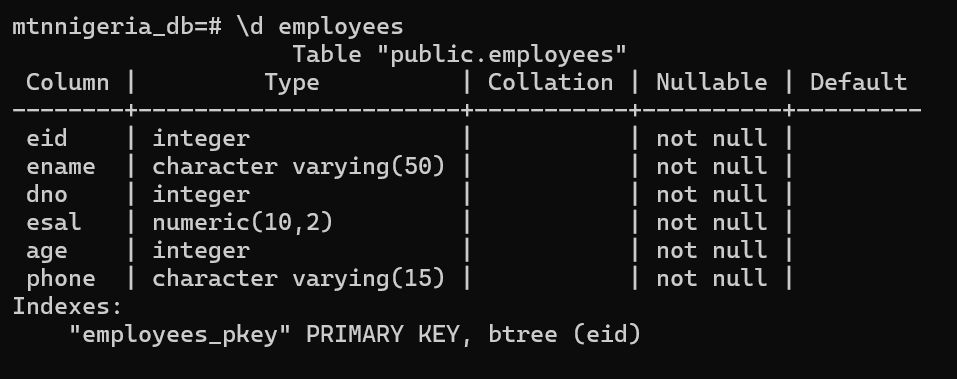 mtnnigeria_db=# \d employees
                    Table "public.employees"
 Column |         Type          | Collation | Nullable | Default
--------+-----------------------+-----------+----------+---------
 eid    | integer               |           | not null |
 ename  | character varying(50) |           | not null |
 dno    | integer               |           | not null |
 esal   | numeric(10,2)         |           | not null |
 age    | integer               |           | not null |
 phone  | character varying(15) |           | not null |
Indexes:
    "employees_pkey" PRIMARY KEY, btree (eid)